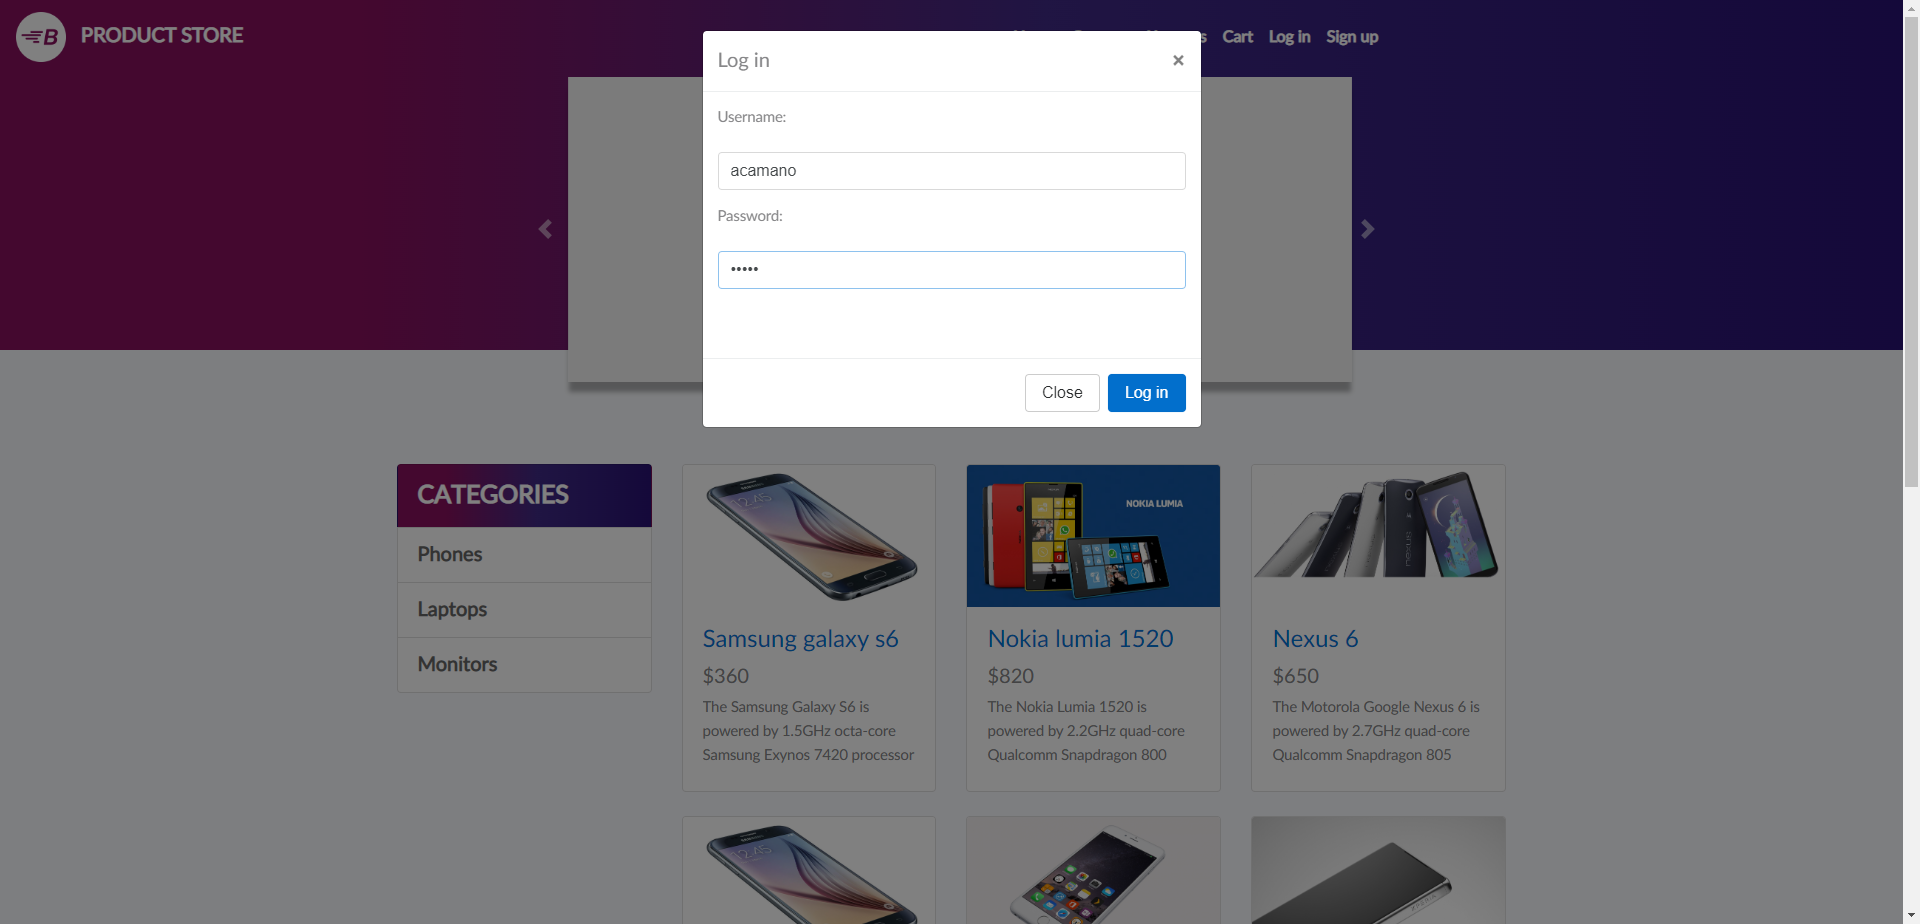 PRODUCT STORE
Cart
Log in
Sign up
Log in
×
Username:
acamano
Password:
•••••
Close
Log in
CATEGORIES
Phones
Laptops
Monitors
NOKIA LUMIA
Samsung galaxy s6
$360
The Samsung Galaxy S6 is
powered by 1.5GHz octa-core
Samsung Exynos 7420 processor
Nokia lumia 1520
$820
The Nokia Lumia 1520 is
powered by 2.2GHz quad-core
Qualcomm Snapdragon 800
nexus
Nexus 6
$650
The Motorola Google Nexus 6 is
powered by 2.7GHz quad-core
Qualcomm Snapdragon 805